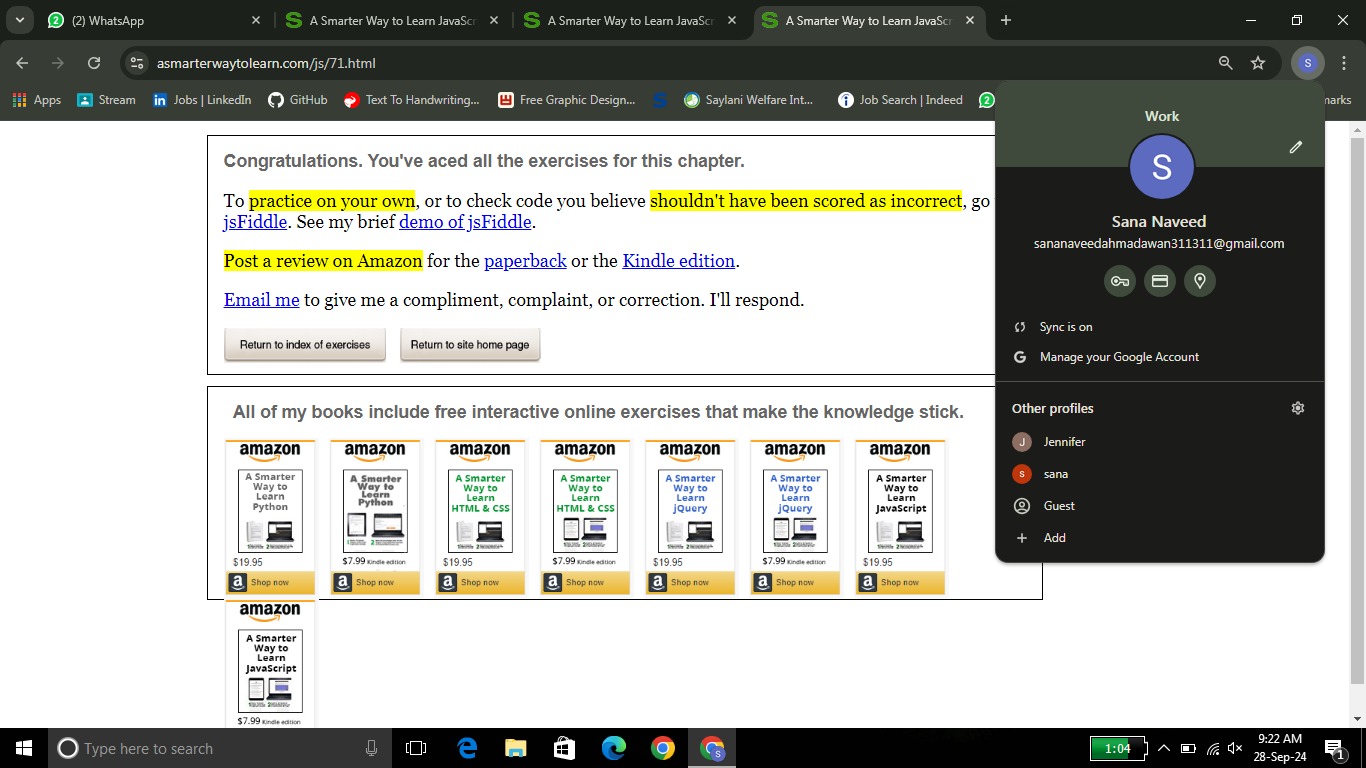 (2) WhatsApp
A Smarter Way to Learn JavaSc
A Smarter Way to Learn JavaSc
A Smarter Way to Learn JavaSc
asmarterwaytolearn.com/js/71.html
S
Apps
Stream
in
Jobs | LinkedIn
GitHub
Text To Handwriting...
Free Graphic Design...
Saylani Welfare Int...
Job Search | Indeed
2
Congratulations. You've aced all the exercises for this chapter.
To practice on your own, or to check code you believe shouldn't have been scored as incorrect, go
jsFiddle. See my brief demo of jsFiddle.
Post a review on Amazon for the paperback or the Kindle edition.
Email me to give me a compliment, complaint, or correction. I'll respond.
Return to index of exercises
Return to site home page
All of my books include free interactive online exercises that make the knowledge stick.
amazon
A Smarter
Way to
Learn
Python
$19.95
a Shop now
amazon
A Smarter
Way to
Learn
Python
$7.99 Kindle edition
a Shop now
amazon
A Smarter
Way to
Learn
HTML & CSS
$19.95
a Shop now
amazon
A Smarter
Way to
Learn
HTML & CSS
$7.99 Kindle edition
a Shop now
amazon
A Smarter
Way to
Learn
jQuery
$19.95
a Shop now
amazon
A Smarter
Way to
Learn
jQuery
$7.99 Kindle edition
a Shop now
amazon
A Smarter
Way to
Learn
JavaScript
$19.95
a Shop now
amazon
A Smarter
Way to
Learn
JavaScript
$7.99 Kindle edition
Work
S
Sana Naveed
sananaveedahmadawan311311@gmail.com
Sync is on
G Manage your Google Account
Other profiles
J Jennifer
s sana
Guest
Add
Type here to search
1:04
9:22 AM
28-Sep-24
1